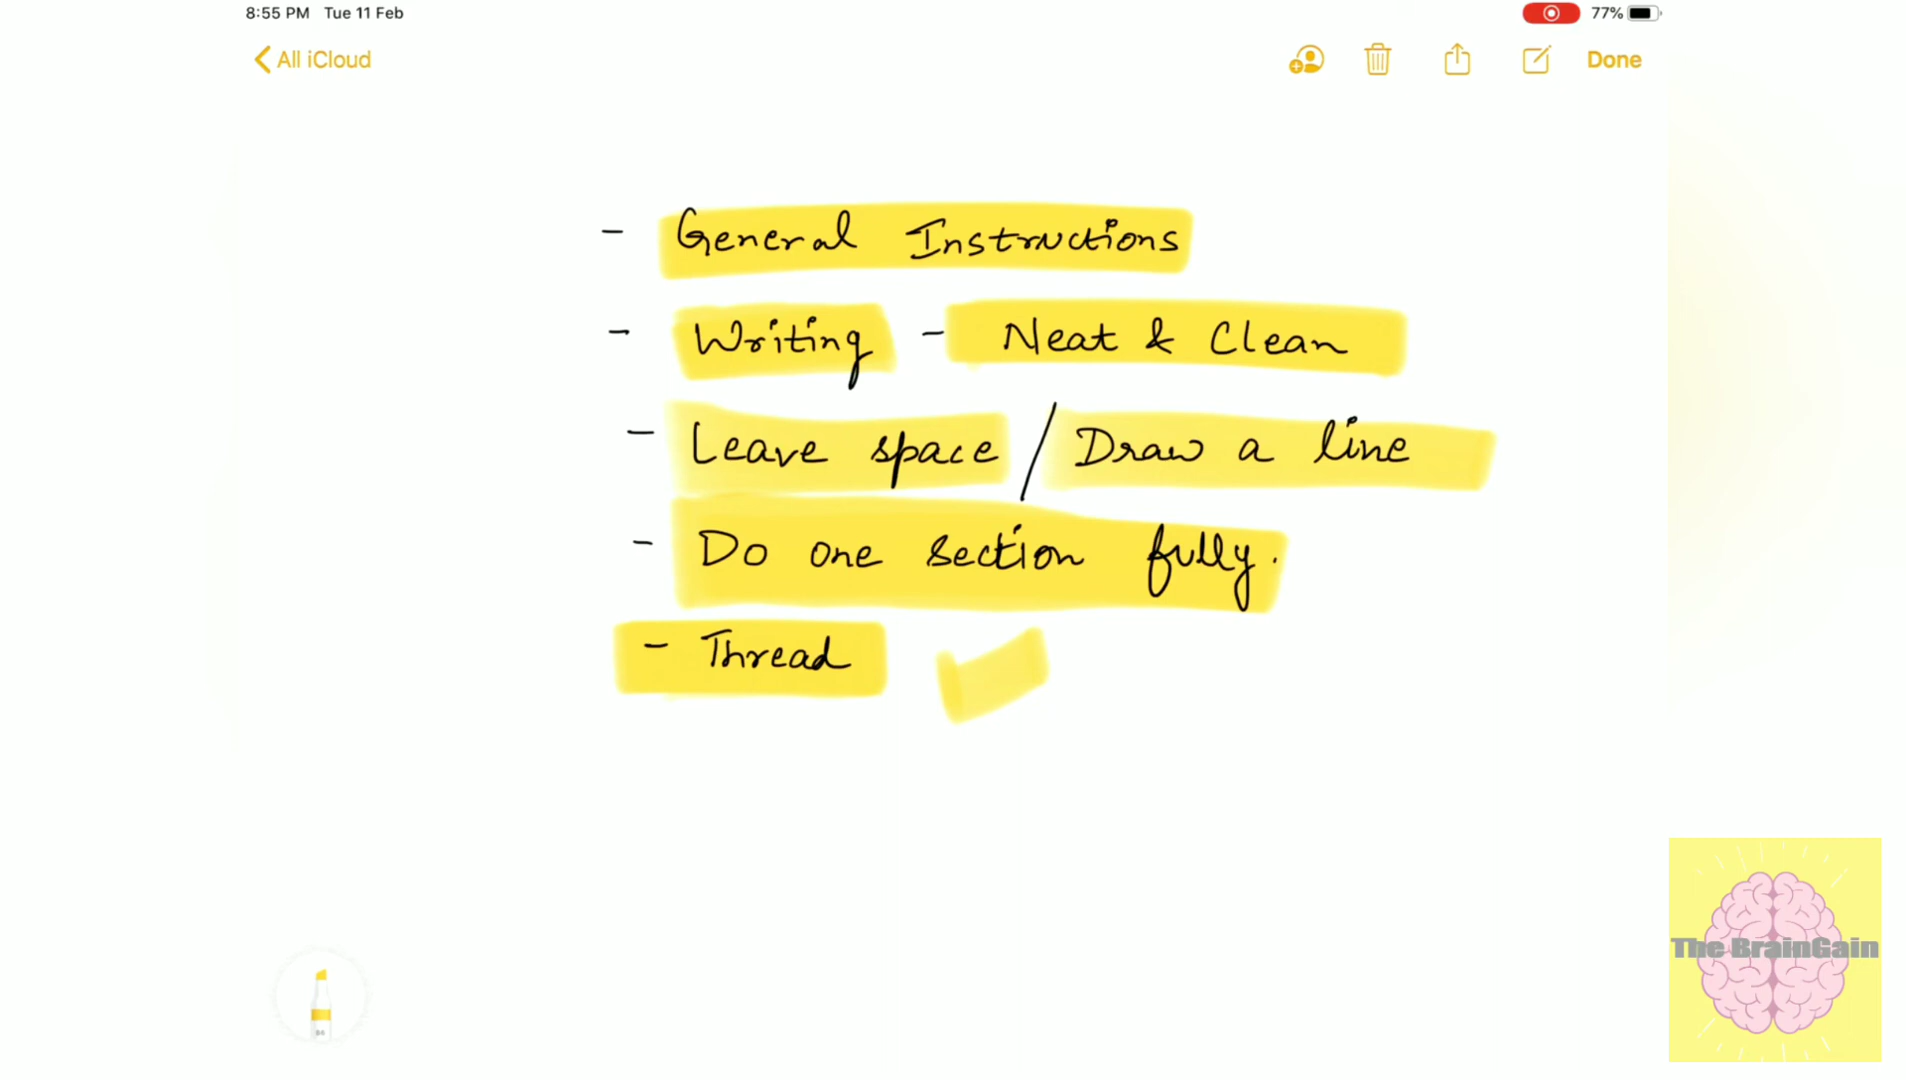 8:55 PM Tue 11 Feb 77%
All iCloud Done
- General Instructions
- Writing - Neat & Clean
- Leave space / Draw a line
- Do one section fully.
- Thread
The BrainGain